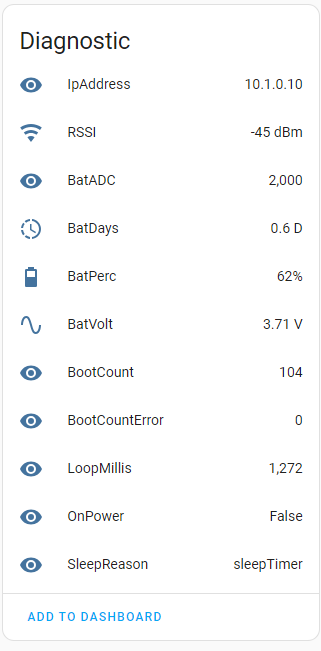 Diagnostic
IpAddress 10.1.0.10
RSSI -45 dBm
BatADC 2,000
BatDays 0.6 D
BatPerc 62%
BatVolt 3.71 V
BootCount 104
BootCountError 0
LoopMillis 1,272
OnPower False
SleepReason sleepTimer
ADD TO DASHBOARD